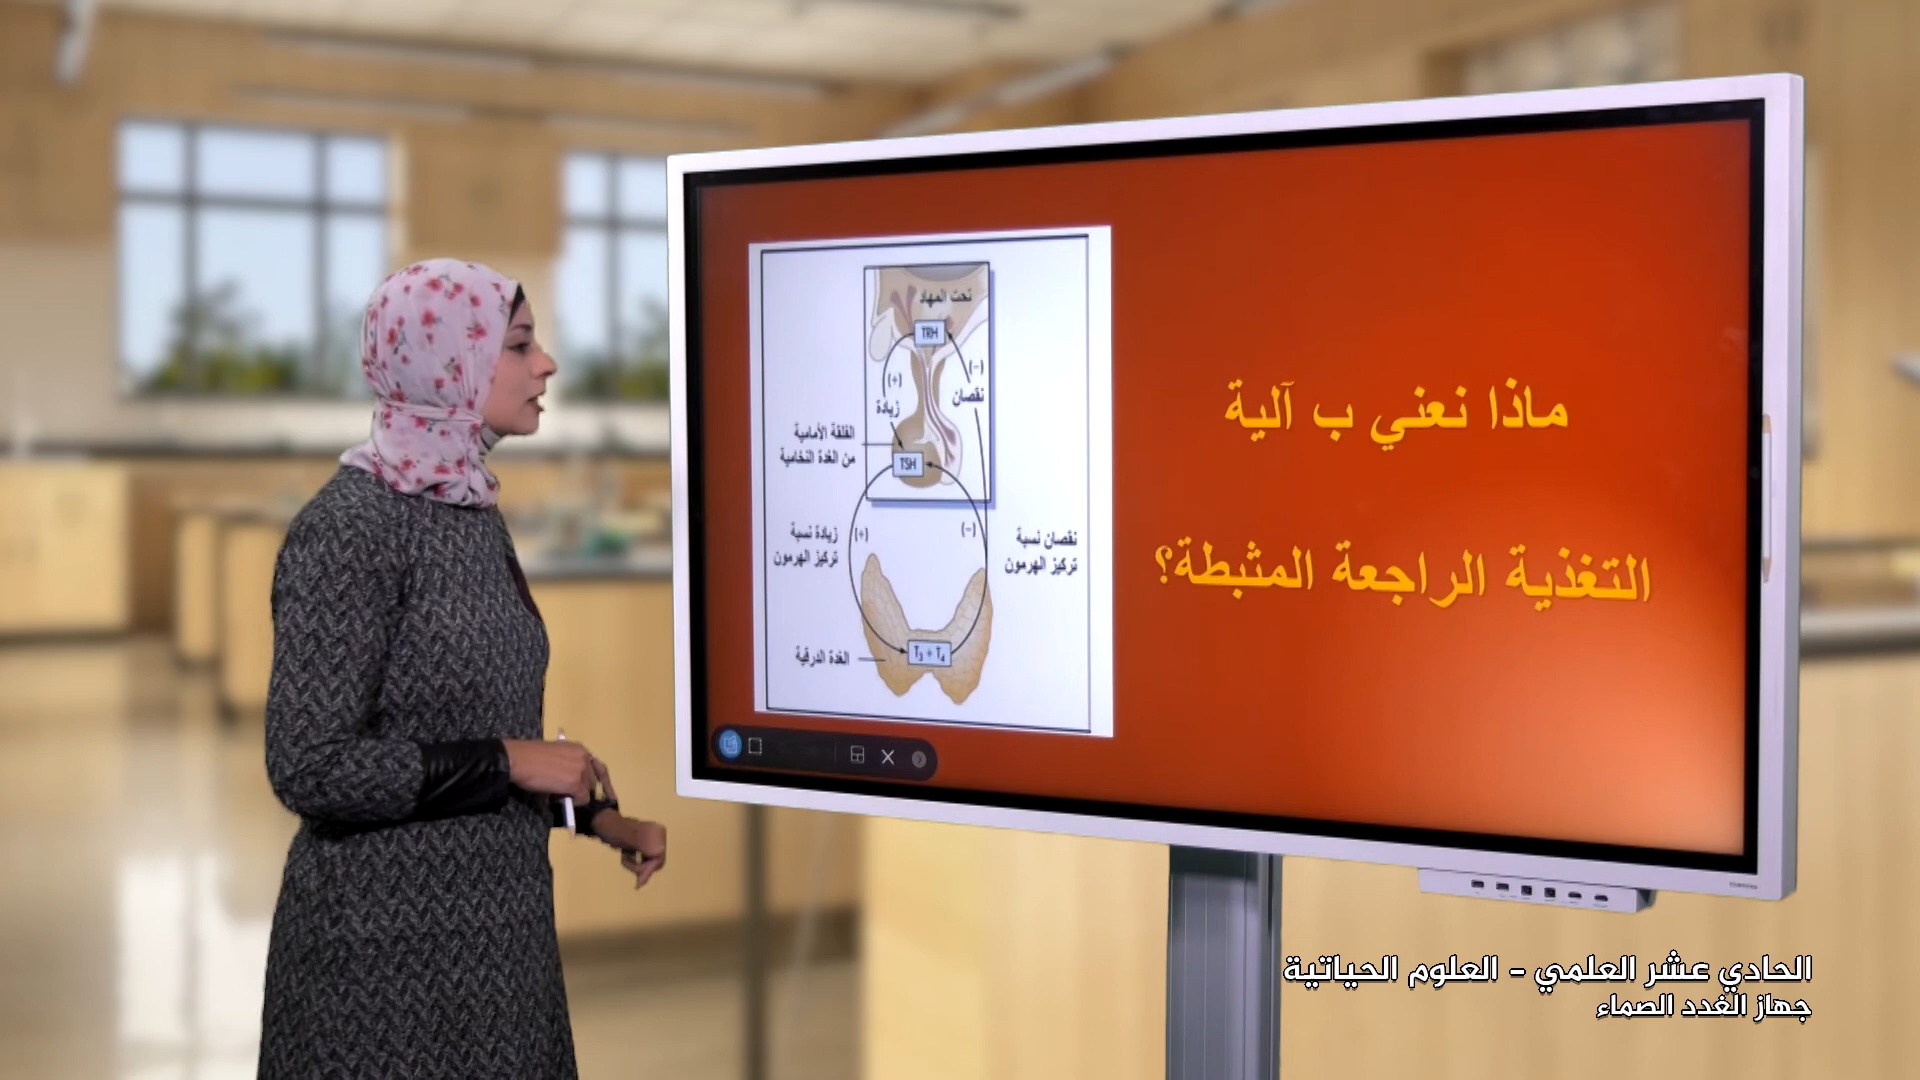 ماذا نعني ب آلية
التغذية الراجعة المثبطة؟
تحت المهاد
TRH
(+)
زيادة
(-)
نقصان
الفلقة الأمامية
من الغدة النخامية
TSH
زيادة نسبة
تركيز الهرمون
(+)
(-)
نقصان نسبة
تركيز الهرمون
الغدة الدرقية
T3 + T4
الحادي عشر العلمي - العلوم الحياتية
جهاز الغدد الصماء